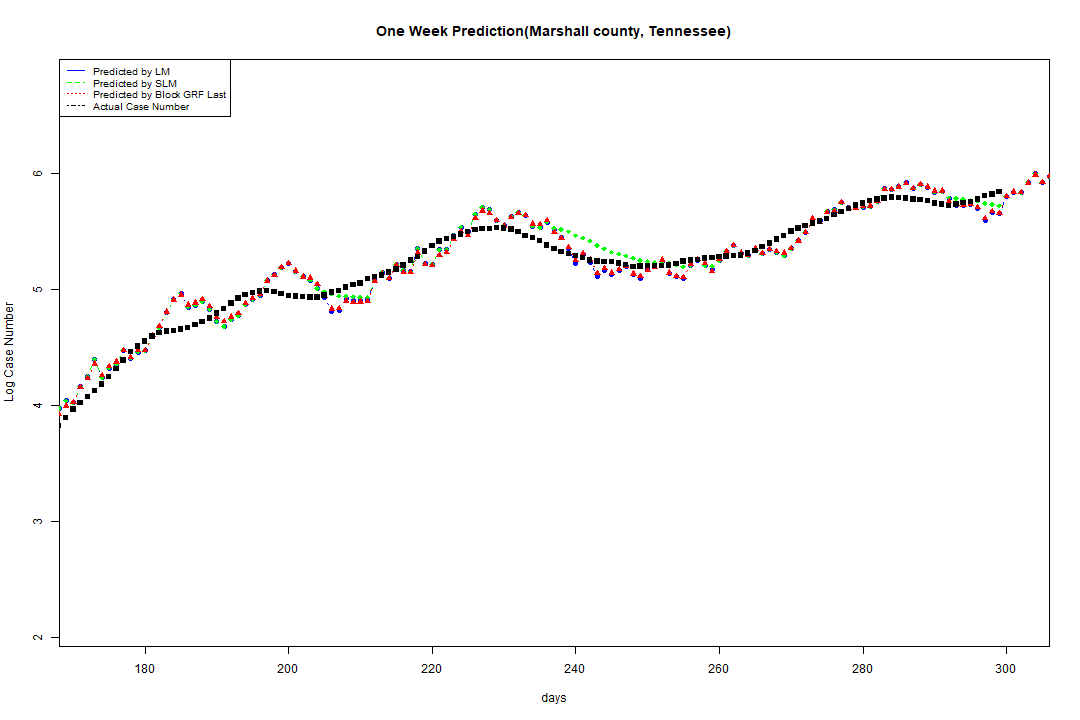 One Week Prediction(Marshall county, Tennessee)
Predicted by LM
Predicted by SLM
Predicted by Block GRF Last
Actual Case Number
6
5
4
3
2
Log Case Number
180 200 220 240 260 280 300
days